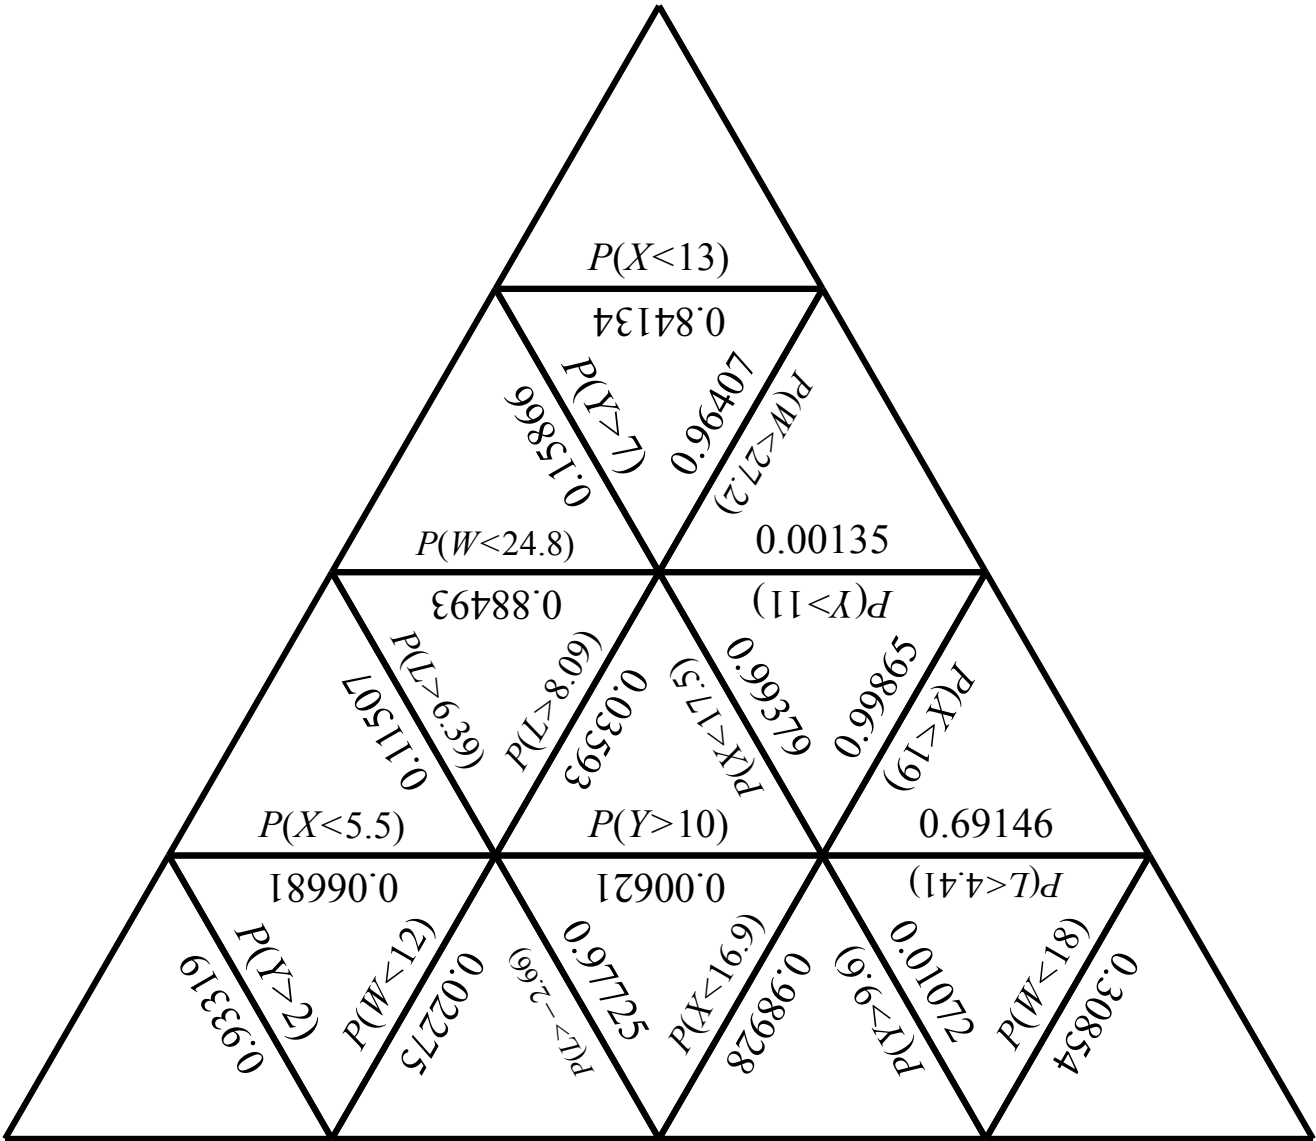 P(X<13)
0.84134
P(Y>7)
0.15866
0.96407
P(W<27.2)
P(W<24.8)
0.00135
0.88493
P(Y>11)
P(L>6.39)
0.11507
P(L>8.09)
0.03593
P(X<17.5)
0.99379
0.99865
P(X<19)
P(X<5.5)
P(Y>10)
0.69146
0.06681
0.00621
P(L<4.41)
0.93319
P(Y>2)
P(W<12)
0.02275
P(L>−2.66)
0.97725
P(X<16.9)
0.98928
P(Y>9.6)
0.01072
P(W<18)
0.30854